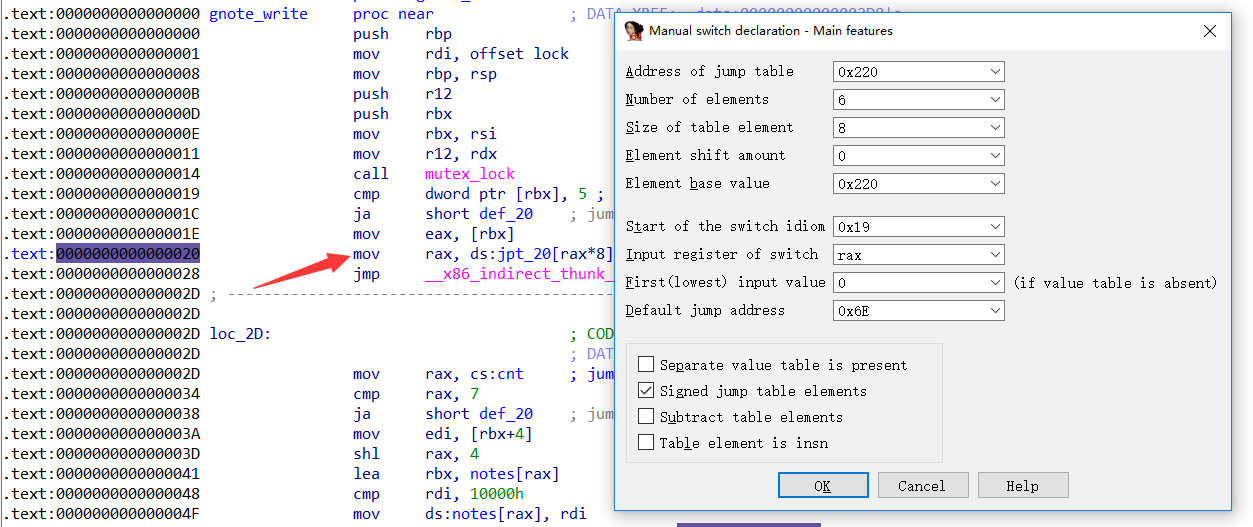 .text:0000000000000000 gnote_write proc near ; DATA XREF: .data:00000000000002D8↓o
.text:0000000000000000 push rbp
.text:0000000000000001 mov rdi, offset lock
.text:0000000000000008 mov rbp, rsp
.text:000000000000000B push r12
.text:000000000000000D push rbx
.text:000000000000000E mov rbx, rsi
.text:0000000000000011 mov r12, rdx
.text:0000000000000014 call mutex_lock
.text:0000000000000019 cmp dword ptr [rbx], 5 ;
.text:000000000000001C ja short def_20 ; jum
.text:000000000000001E mov eax, [rbx]
.text:0000000000000020 mov rax, ds:jpt_20[rax*8]
.text:0000000000000028 jmp __x86_indirect_thunk_
.text:000000000000002D ; ---------------------------------------------
.text:000000000000002D
.text:000000000000002D loc_2D: ; COD
.text:000000000000002D ; DAT
.text:000000000000002D mov rax, cs:cnt ; jum
.text:0000000000000034 cmp rax, 7
.text:0000000000000038 ja short def_20 ; jum
.text:000000000000003A mov edi, [rbx+4]
.text:000000000000003D shl rax, 4
.text:0000000000000041 lea rbx, notes[rax]
.text:0000000000000048 cmp rdi, 10000h
.text:000000000000004F mov ds:notes[rax], rdi
Manual switch declaration - Main features
Address of jump table 0x220
Number of elements 6
Size of table element 8
Element shift amount 0
Element base value 0x220
Start of the switch idiom 0x19
Input register of switch rax
First(lowest) input value 0 (if value table is absent)
Default jump address 0x6E
Separate value table is present
Signed jump table elements
Subtract table elements
Table element is insn
OK Cancel Help